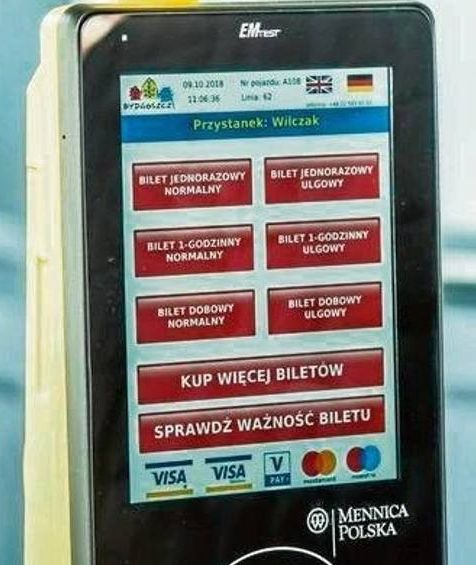 EMTEST
BYDGOSZCZ
09.10.2018
11:06:36
Nr pojazdu: A108
Linia: 62
Przystanek: Wilczak
BILET JEDNORAZOWY
NORMALNY
BILET JEDNORAZOWY
ULGOWY
BILET 1-GODZINNY
NORMALNY
BILET 1-GODZINNY
ULGOWY
BILET DOBOWY
NORMALNY
BILET DOBOWY
ULGOWY
KUP WIĘCEJ BILETÓW
SPRAWDŹ WAŻNOŚĆ BILETU
VISA
VISA
V
PAY
mastercard
maestro
MENNICA
POLSKA